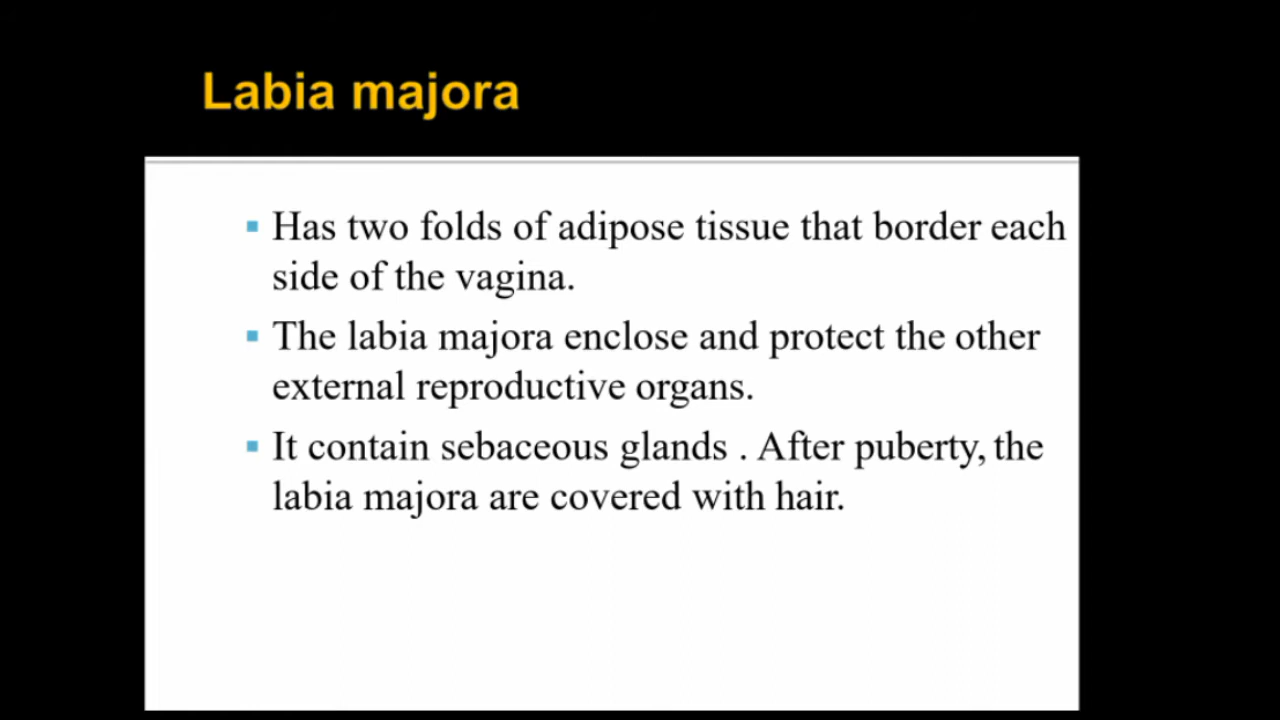 Labia majora
Has two folds of adipose tissue that border each
side of the vagina.
The labia majora enclose and protect the other
external reproductive organs.
It contain sebaceous glands . After puberty, the
labia majora are covered with hair.